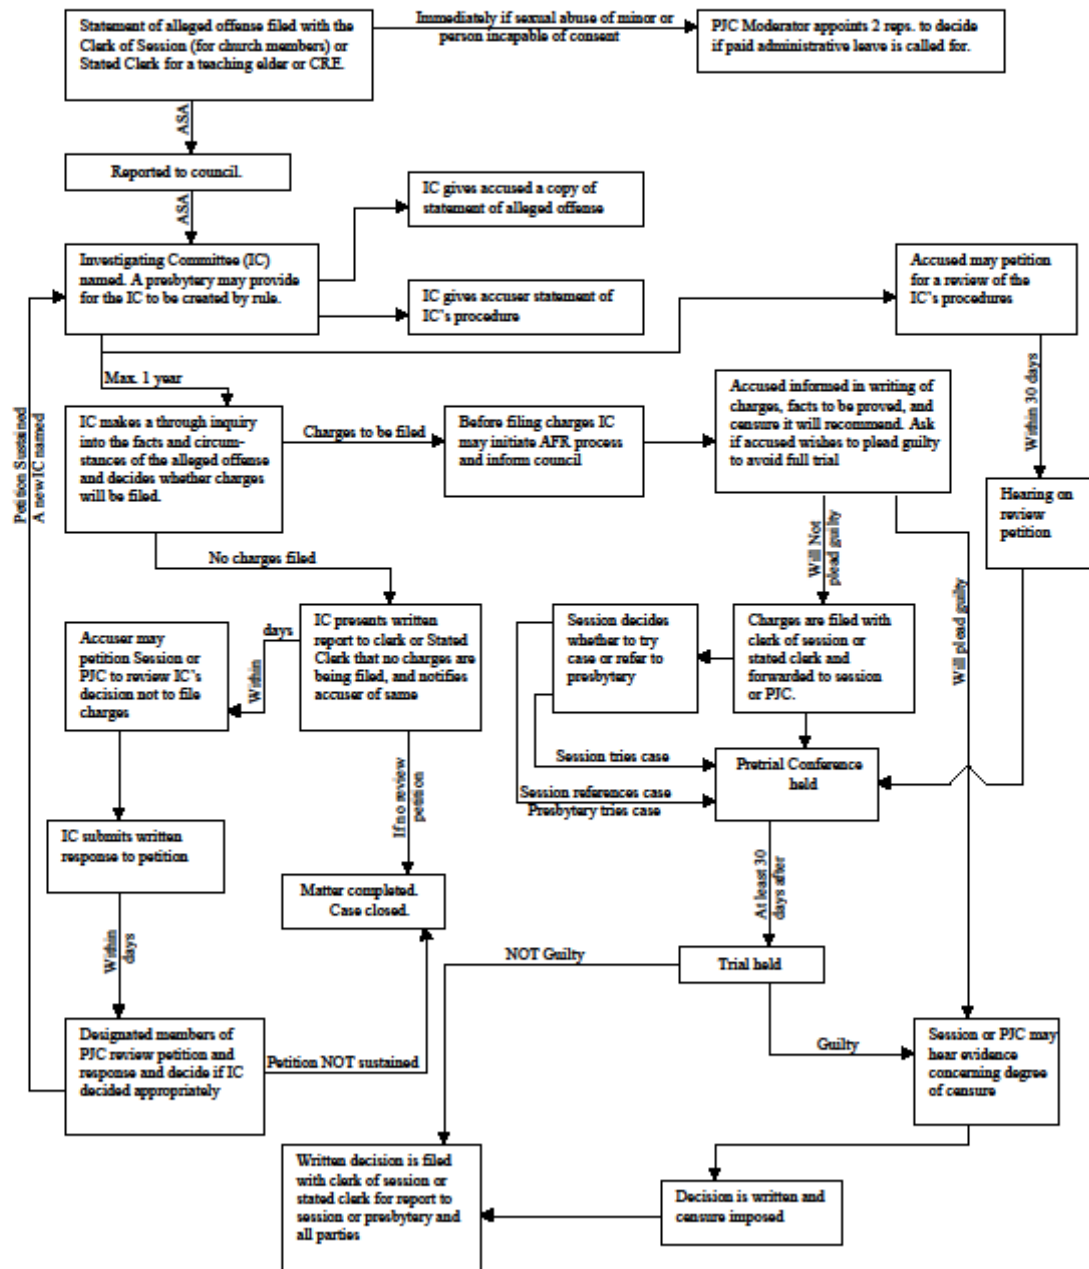 Statement of alleged offense filed with the
Clerk of Session (for church members) or
Stated Clerk for a teaching elder or CRE.
Immediately if sexual abuse of minor or
person incapable of consent
PJC Moderator appoints 2 reps. to decide
if paid administrative leave is called for.
ASA
Reported to council.
ASA
IC gives accused a copy of
statement of alleged offense
Investigating Committee (IC)
named. A presbytery may provide
for the IC to be created by rule.
IC gives accuser statement of
IC's procedure
Accused may petition
for a review of the
IC's procedures
Max. 1 year
Within 30 days
Petition Sustained
A new IC named
IC makes a through inquiry
into the facts and circum-
stances of the alleged offense
and decides whether charges
will be filed.
Charges to be filed
Before filing charges IC
may initiate AFR process
and inform council
Accused informed in writing of
charges, facts to be proved, and
censure it will recommend. Ask
if accused wishes to plead guilty
to avoid full trial
Hearing on
review
petition
No charges filed
Will Not
plead guilty
Will plead guilty
Accuser may
petition Session or
PJC to review IC's
decision not to file
charges
Within
days
IC presents written
report to clerk or Stated
Clerk that no charges are
being filed, and notifies
accuser of same
Session decides
whether to try
case or refer to
presbytery
Charges are filed with
clerk of session or
stated clerk and
forwarded to session
or PJC.
Session tries case
Session references case
Presbytery tries case
Pretrial Conference
held
If no review
petition
IC submits written
response to petition
Matter completed.
Case closed.
At least 30
days after
Within
days
NOT Guilty
Trial held
Guilty
Designated members of
PJC review petition and
response and decide if IC
decided appropriately
Petition NOT sustained
Session or PJC may
hear evidence
concerning degree
of censure
Written decision is filed
with clerk of session or
stated clerk for report to
session or presbytery and
all parties
Decision is written and
censure imposed